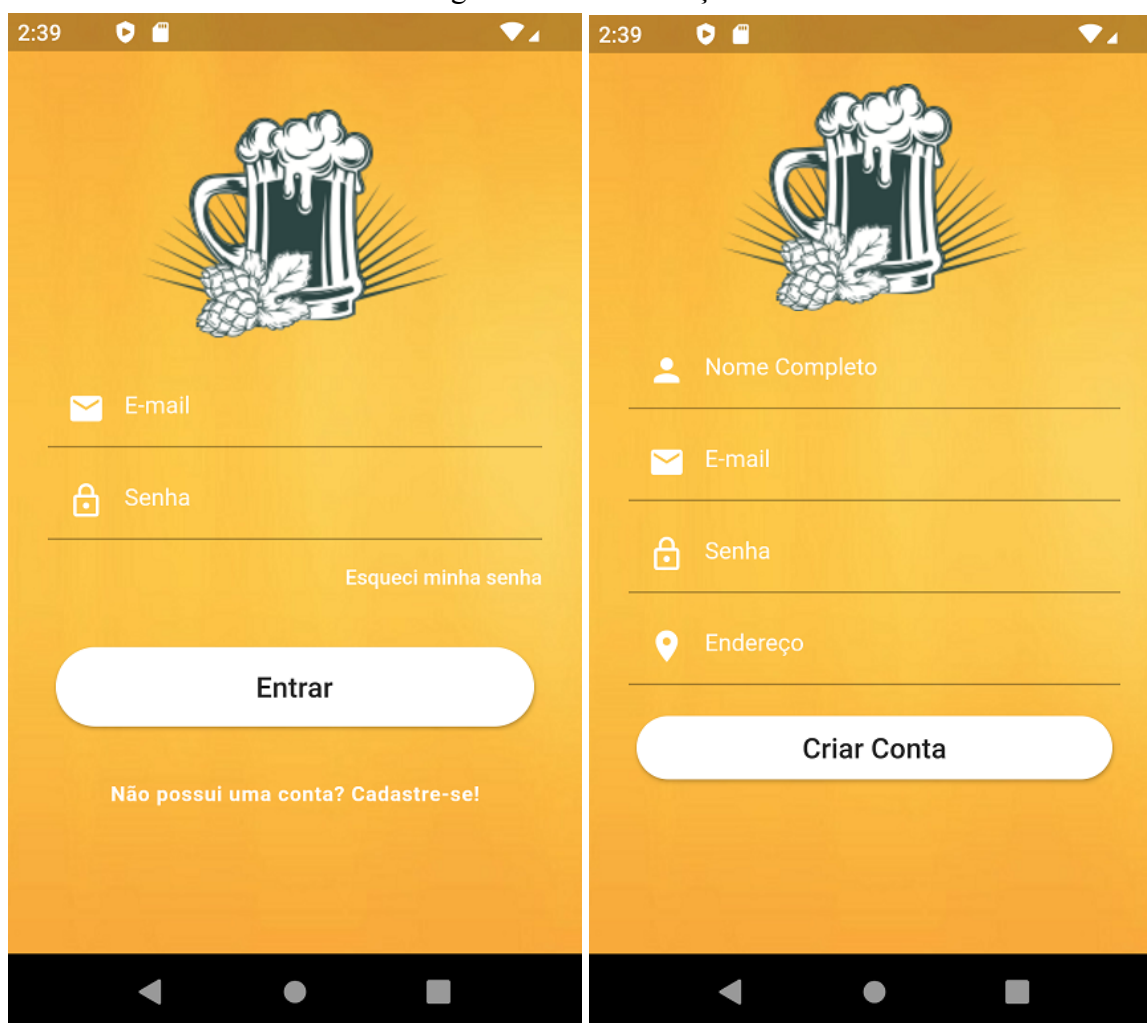 2:39
E-mail
Senha
Esqueci minha senha
Entrar
Não possui uma conta? Cadastre-se!
2:39
Nome Completo
E-mail
Senha
Endereço
Criar Conta